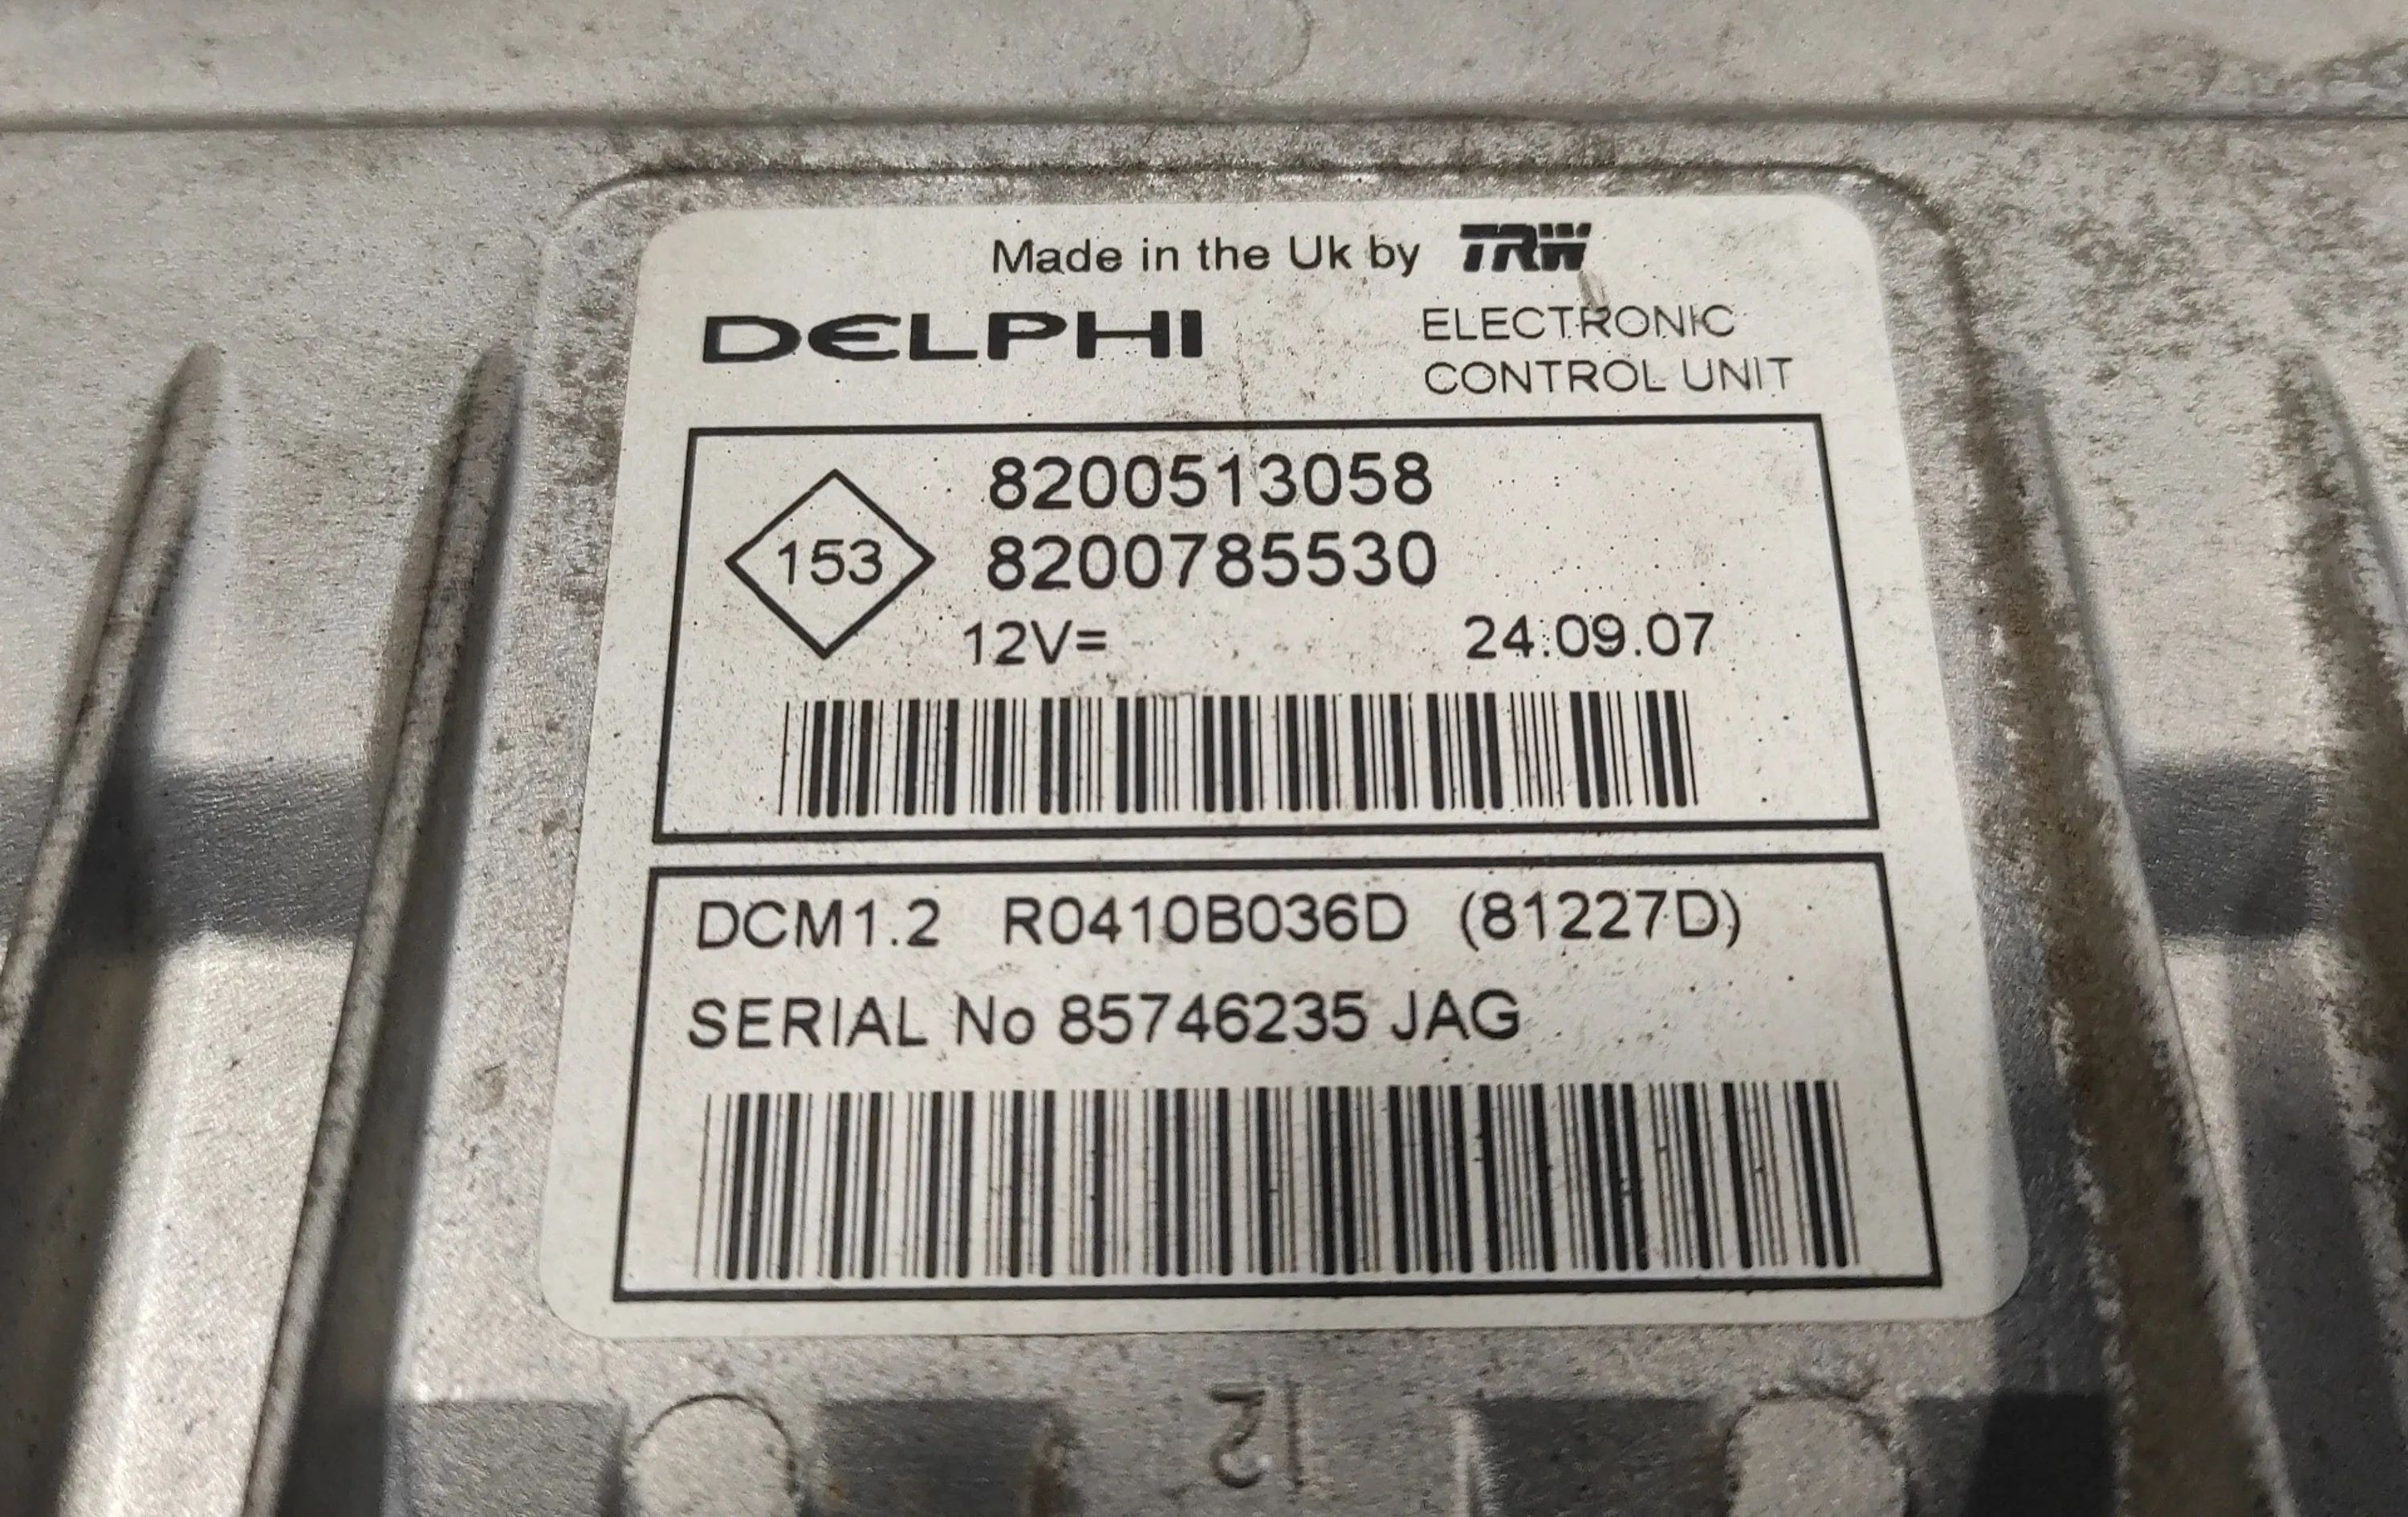 Made in the Uk by TRW
DELPHI
ELECTRONIC
CONTROL UNIT
153
8200513058
8200785530
12V=
24.09.07
DCM1.2 R0410B036D (81227D)
SERIAL No 85746235 JAG
12